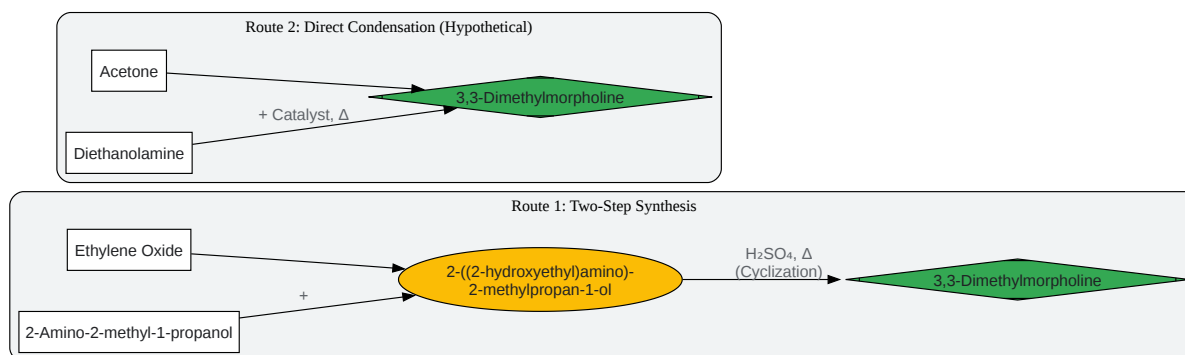 Route 2: Direct Condensation (Hypothetical)
Acetone
3,3-Dimethylmorpholine
+ Catalyst, Δ
Diethanolamine
Route 1: Two-Step Synthesis
Ethylene Oxide
2-((2-hydroxyethyl)amino)-
2-methylpropan-1-ol
H₂SO₄, Δ
(Cyclization)
3,3-Dimethylmorpholine
+
2-Amino-2-methyl-1-propanol